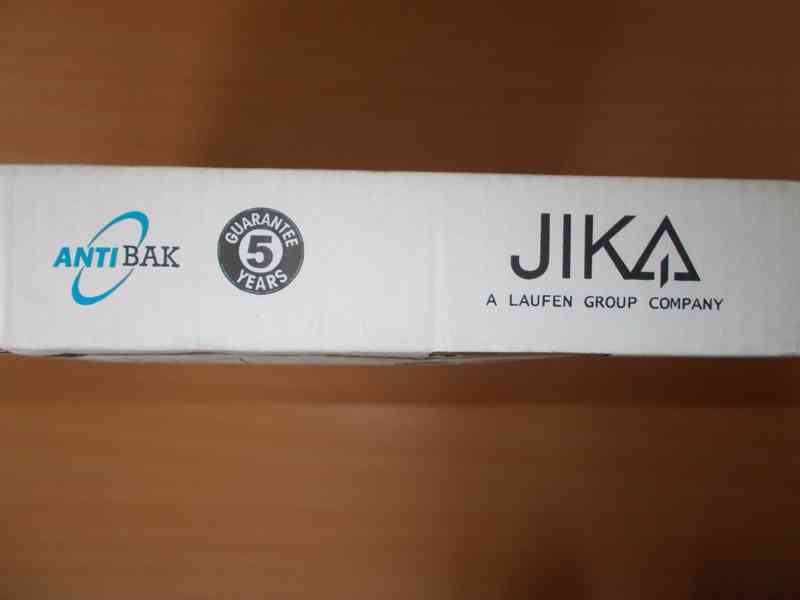 ANTIBAK
GUARANTEE
5
YEARS
JIKA
A LAUFEN GROUP COMPANY